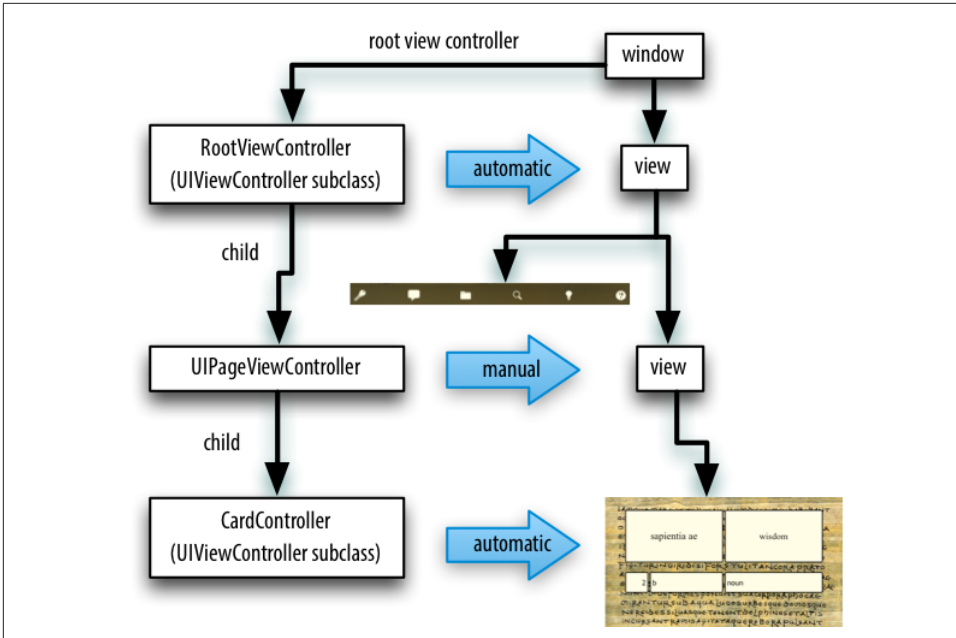 root view controller
window
RootViewController
(UIViewController subclass)
automatic
view
child
UIPageViewController
manual
view
child
CardController
(UIViewController subclass)
automatic
sapientia ae
wisdom
2
b
noun